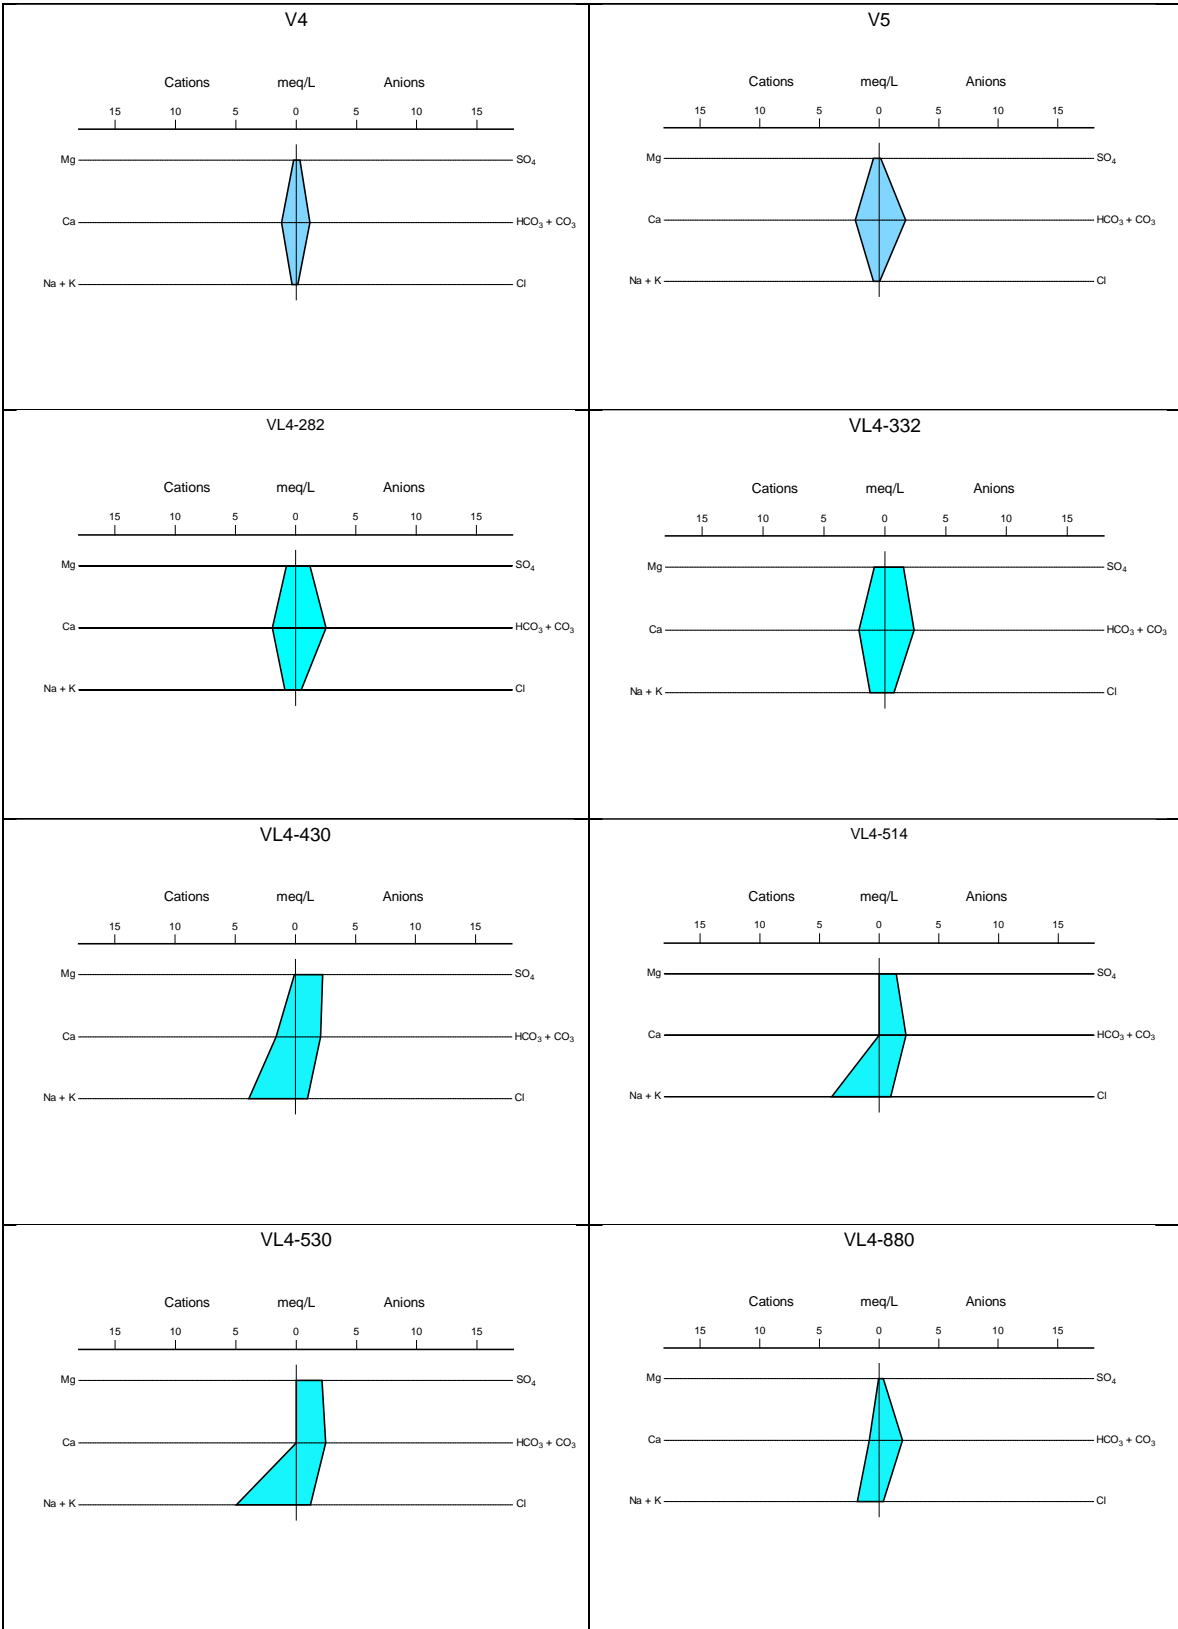 V4
Cations meq/L Anions
15 10 5 0 5 10 15
Mg SO₄
Ca HCO₃ + CO₃
Na + K Cl
V5
Cations meq/L Anions
15 10 5 0 5 10 15
Mg SO₄
Ca HCO₃ + CO₃
Na + K Cl
VL4-282
Cations meq/L Anions
15 10 5 0 5 10 15
Mg SO₄
Ca HCO₃ + CO₃
Na + K Cl
VL4-332
Cations meq/L Anions
15 10 5 0 5 10 15
Mg SO₄
Ca HCO₃ + CO₃
Na + K Cl
VL4-430
Cations meq/L Anions
15 10 5 0 5 10 15
Mg SO₄
Ca HCO₃ + CO₃
Na + K Cl
VL4-514
Cations meq/L Anions
15 10 5 0 5 10 15
Mg SO₄
Ca HCO₃ + CO₃
Na + K Cl
VL4-530
Cations meq/L Anions
15 10 5 0 5 10 15
Mg SO₄
Ca HCO₃ + CO₃
Na + K Cl
VL4-880
Cations meq/L Anions
15 10 5 0 5 10 15
Mg SO₄
Ca HCO₃ + CO₃
Na + K Cl